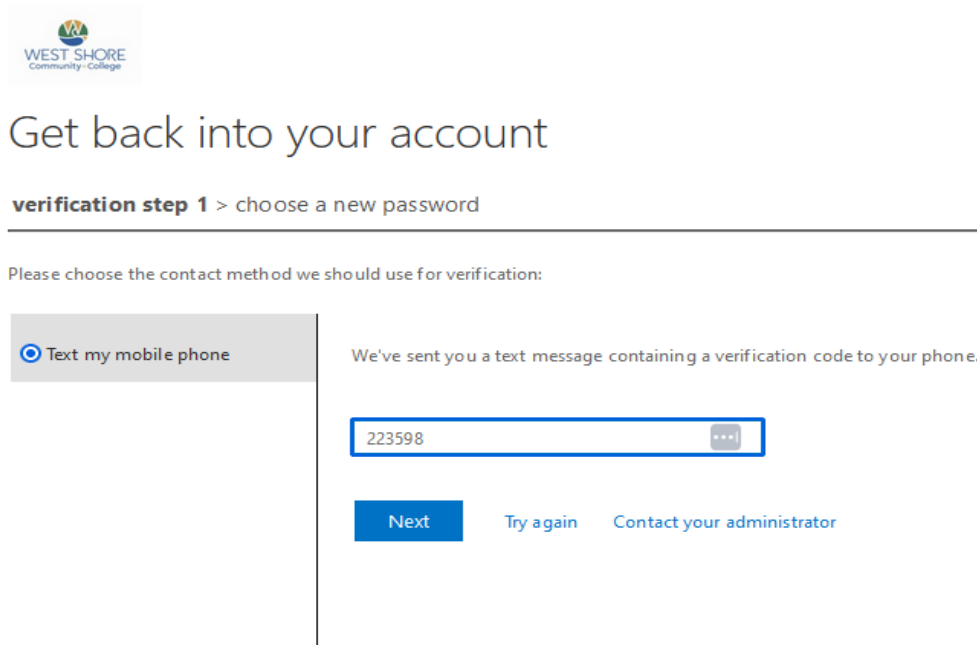 WEST SHORE
Community-College
Get back into your account
verification step 1 > choose a new password
Please choose the contact method we should use for verification:
Text my mobile phone
We've sent you a text message containing a verification code to your phone.
223598
Next
Try again
Contact your administrator